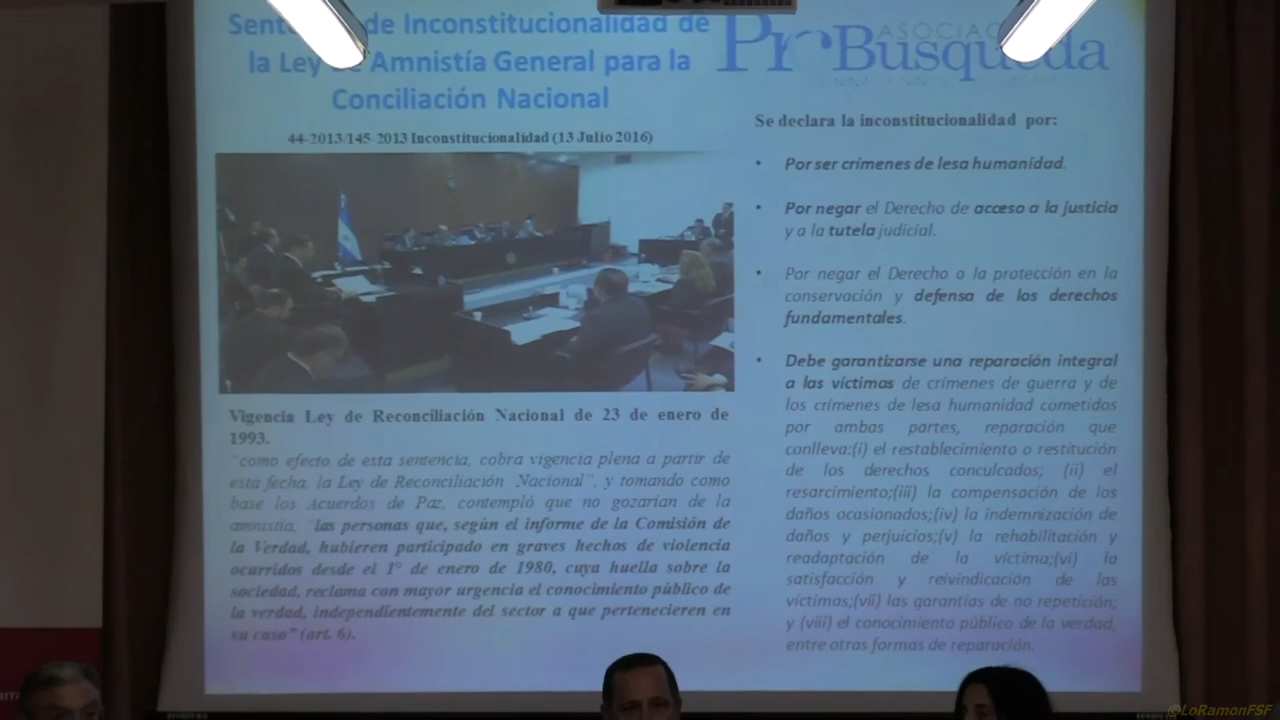 de Inconstitucionalidad de
la Ley de Amnistía General para la
Conciliación Nacional
44-2013/145-2013 Inconstitucionalidad (13 Julio 2016)
Vigencia Ley de Reconciliación Nacional de 23 de enero de
1993.
"como efecto de esta sentencia, cobra vigencia plena a partir de
esta fecha, la Ley de Reconciliación Nacional", y tomando como
base los Acuerdos de Paz, contempló que no gozarían de la
amnistía, "las personas que, según el informe de la Comisión de
la Verdad, hubieren participado en graves hechos de violencia
ocurridos desde el 1° de enero de 1980, cuya huella sobre la
sociedad, reclama con mayor urgencia el conocimiento público de
la verdad, independientemente del sector a que pertenecieren en
su caso" (art. 6).
Pro Búsqueda
Se declara la inconstitucionalidad por:
• Por ser crímenes de lesa humanidad.
• Por negar el Derecho de acceso a la justicia
y a la tutela judicial.
• Por negar el Derecho a la protección en la
conservación y defensa de los derechos
fundamentales.
• Debe garantizarse una reparación integral
a las víctimas de crímenes de guerra y de
los crímenes de lesa humanidad cometidos
por ambas partes, reparación que
conlleva:(i) el restablecimiento o restitución
de los derechos conculcados; (ii) el
resarcimiento;(iii) la compensación de los
daños ocasionados;(iv) la indemnización de
daños y perjuicios;(v) la rehabilitación y
readaptación de la víctima;(vi) la
satisfacción y reivindicación de las
víctimas;(vii) las garantías de no repetición;
y (viii) el conocimiento público de la verdad,
entre otras formas de reparación.
@LoRamonFSF